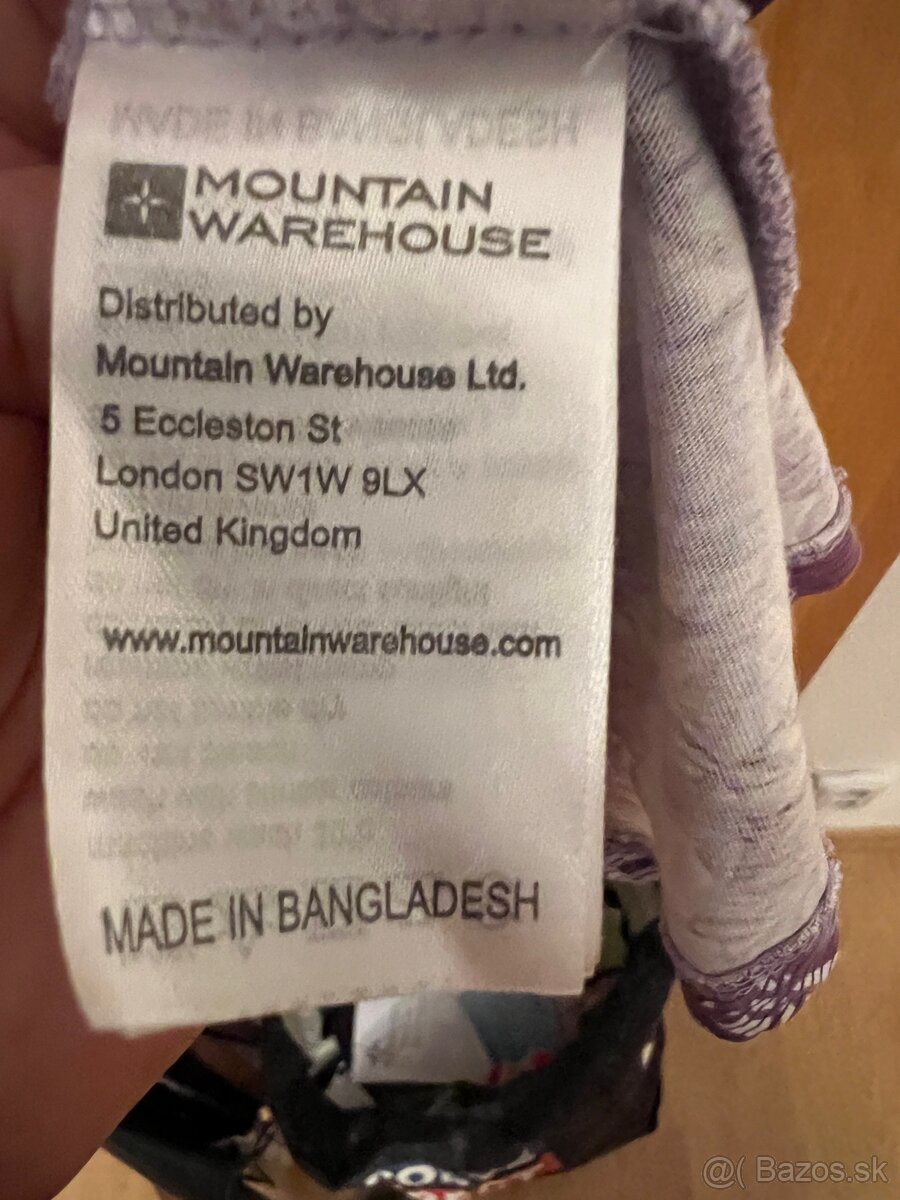 MOUNTAIN
WAREHOUSE
Distributed by
Mountain Warehouse Ltd.
5 Eccleston St
London SW1W 9LX
United Kingdom
www.mountainwarehouse.com
MADE IN BANGLADESH
@( Bazos.sk